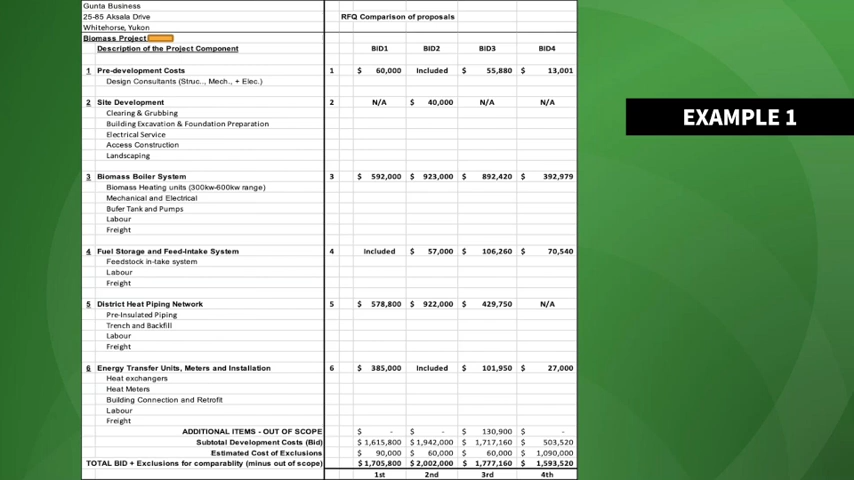 Gunta Business
25-85 Aksala Drive RFQ Comparison of proposals
Whitehorse, Yukon
Biomass Project
Description of the Project Component BID1 BID2 BID3 BID4
1 Pre-development Costs 1 $ 60,000 Included $ 55,880 $ 13,001
Design Consultants (Struc.., Mech., + Elec.)
2 Site Development 2 N/A $ 40,000 N/A N/A
Clearing & Grubbing
EXAMPLE 1
Building Excavation & Foundation Preparation
Electrical Service
Access Construction
Landscaping
3 Biomass Boiler System 3 $ 592,000 $ 923,000 $ 892,420 $ 392,979
Biomass Heating units (300kw-600kw range)
Mechanical and Electrical
Bufer Tank and Pumps
Labour
Freight
4 Fuel Storage and Feed-Intake System 4 Included $ 57,000 $ 106,260 $ 70,540
Feedstock in-take system
Labour
Freight
5 District Heat Piping Network 5 $ 578,800 $ 922,000 $ 429,750 N/A
Pre-Insulated Piping
Trench and Backfill
Labour
Freight
6 Energy Transfer Units, Meters and Installation 6 $ 385,000 Included $ 101,950 $ 27,000
Heat exchangers
Heat Meters
Building Connection and Retrofit
Labour
Freight
ADDITIONAL ITEMS - OUT OF SCOPE $ - $ - $ 130,900 $ -
Subtotal Development Costs (Bid) $ 1,615,800 $ 1,942,000 $ 1,717,160 $ 503,520
Estimated Cost of Exclusions $ 90,000 $ 60,000 $ 60,000 $ 1,090,000
TOTAL BID + Exclusions for comparablity (minus out of scope) $ 1,705,800 $ 2,002,000 $ 1,777,160 $ 1,593,520
1st 2nd 3rd 4th